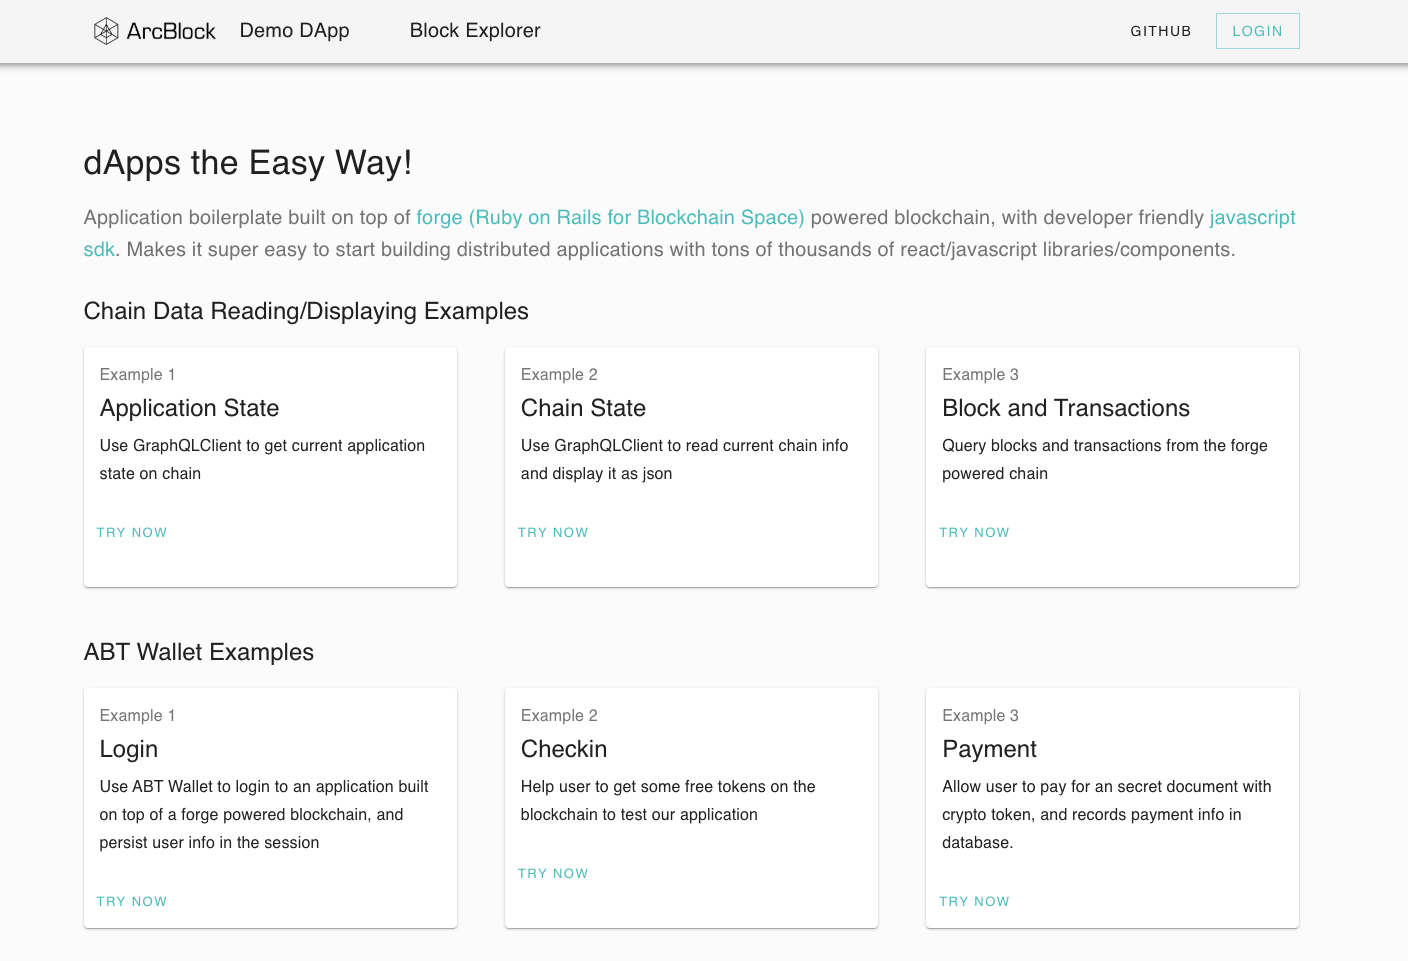 ArcBlock Demo DApp Block Explorer GITHUB LOGIN
dApps the Easy Way!
Application boilerplate built on top of forge (Ruby on Rails for Blockchain Space) powered blockchain, with developer friendly javascript
sdk. Makes it super easy to start building distributed applications with tons of thousands of react/javascript libraries/components.
Chain Data Reading/Displaying Examples
Example 1
Application State
Use GraphQLClient to get current application
state on chain
TRY NOW
Example 2
Chain State
Use GraphQLClient to read current chain info
and display it as json
TRY NOW
Example 3
Block and Transactions
Query blocks and transactions from the forge
powered chain
TRY NOW
ABT Wallet Examples
Example 1
Login
Use ABT Wallet to login to an application built
on top of a forge powered blockchain, and
persist user info in the session
TRY NOW
Example 2
Checkin
Help user to get some free tokens on the
blockchain to test our application
TRY NOW
Example 3
Payment
Allow user to pay for an secret document with
crypto token, and records payment info in
database.
TRY NOW